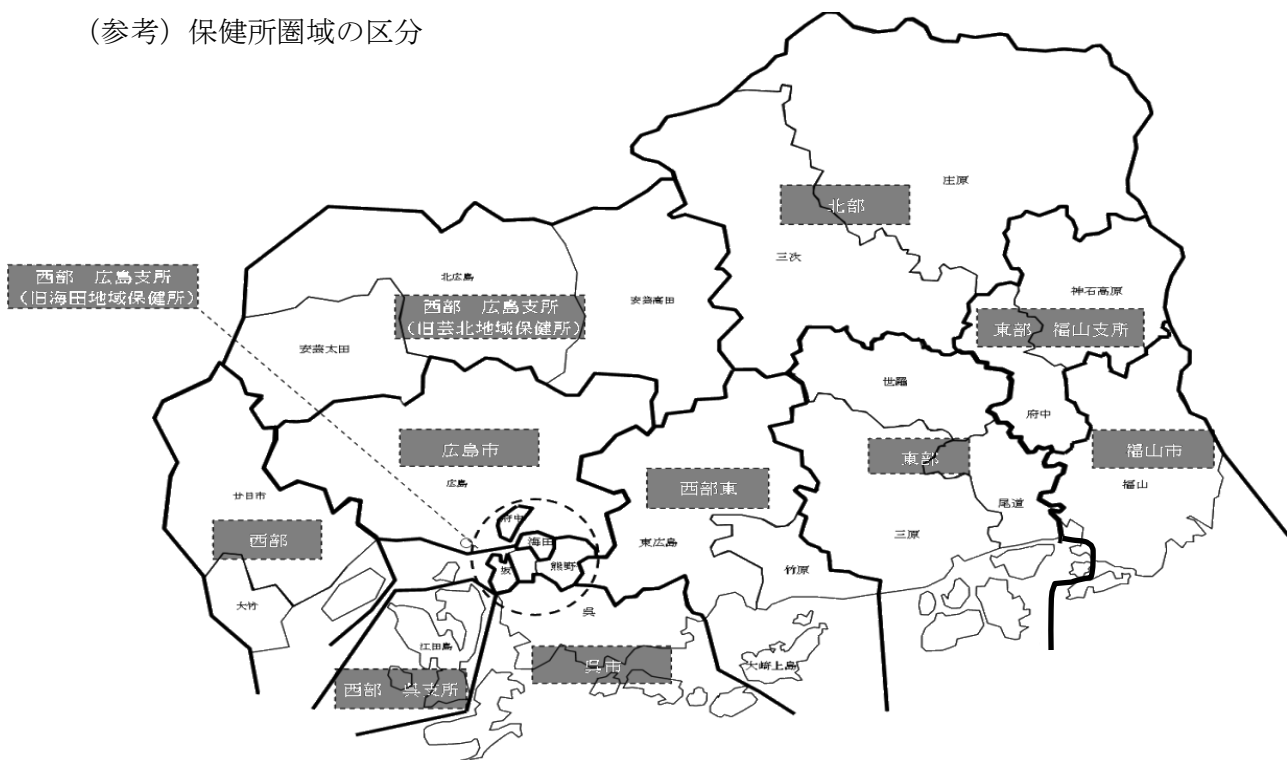 （参考）保健所圏域の区分
庄原
北部
三次
西部 広島支所
（旧海田地域保健所）
北広島
西部 広島支所
（旧芸北地域保健所）
安芸高田
神石高原
東部 福山支所
安芸太田
世羅
府中
広島市
東部
福山市
広島
西部東
福山
廿日市
尾道
府中
西部
海田
東広島
三原
坂
熊野
竹原
大竹
呉
江田島
呉市
大崎上島
西部 呉支所